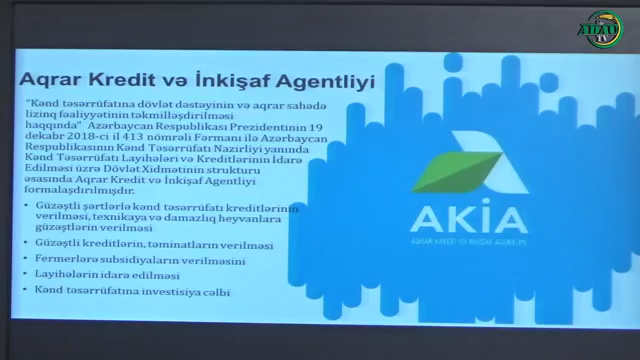 ADAU
TV
Aqrar Kredit və İnkişaf Agentliyi
"Kənd təsərrüfatına dövlət dəstəyinin və aqrar sahədə
lizinq fəaliyyətinin təkmilləşdirilməsi
haqqında" Azərbaycan Respublikası Prezidentinin 19
dekabr 2018-ci il 413 nömrəli Fərmanı ilə Azərbaycan
Respublikasının Kənd Təsərrüfatı Nazirliyi yanında
Kənd Təsərrüfatı Layihələri və Kreditlərinin İdarə
Edilməsi üzrə Dövlət Xidmətinin strukturu
əsasında Aqrar Kredit və İnkişaf Agentliyi
formalaşdırılmışdır.
• Güzəştli şərtlərlə kənd təsərrüfatı kreditlərinin
verilməsi, texnikaya və damazlıq heyvanlara
güzəştlərin verilməsi
• Güzəştli kreditlərin, təminatların verilməsi
• Fermerlərə subsidiyaların verilməsini
• Layihələrin idarə edilməsi
• Kənd təsərrüfatına investisiya cəlbi
AKİA
AQRAR KREDİT VƏ İNKİŞAF AGENTLİYİ